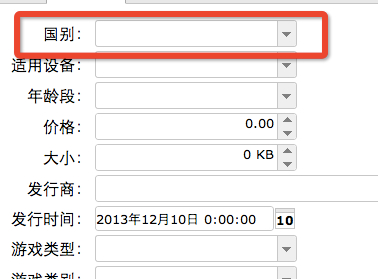 国别：
适用设备：
年龄段：
价格： 0.00
大小： 0 KB
发行商：
发行时间： 2013年12月10日 0:00:00 10
游戏类型：
游戏类别：